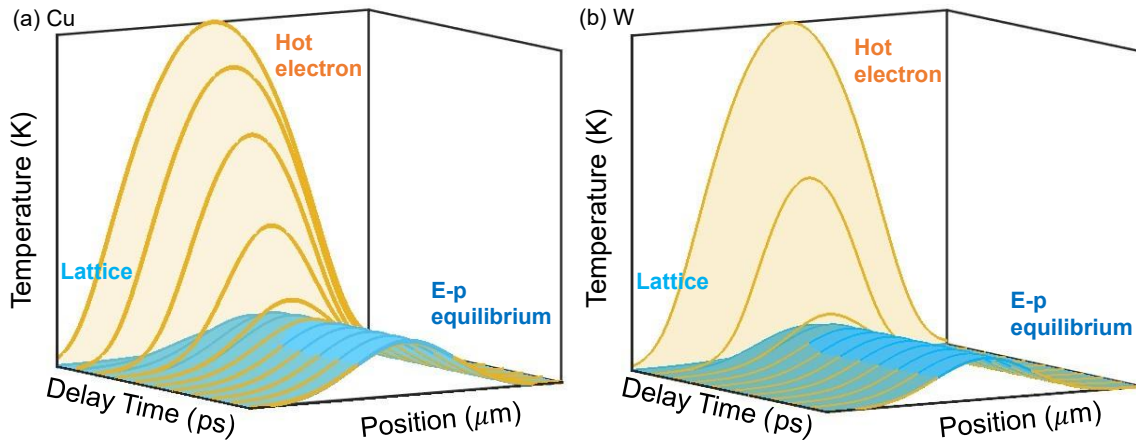 (a) Cu
Hot
electron
Temperature (K)
Lattice
E-p
equilibrium
Delay Time (ps)
Position (μm)
(b) W
Hot
electron
Temperature (K)
Lattice
E-p
equilibrium
Delay Time (ps)
Position (μm)